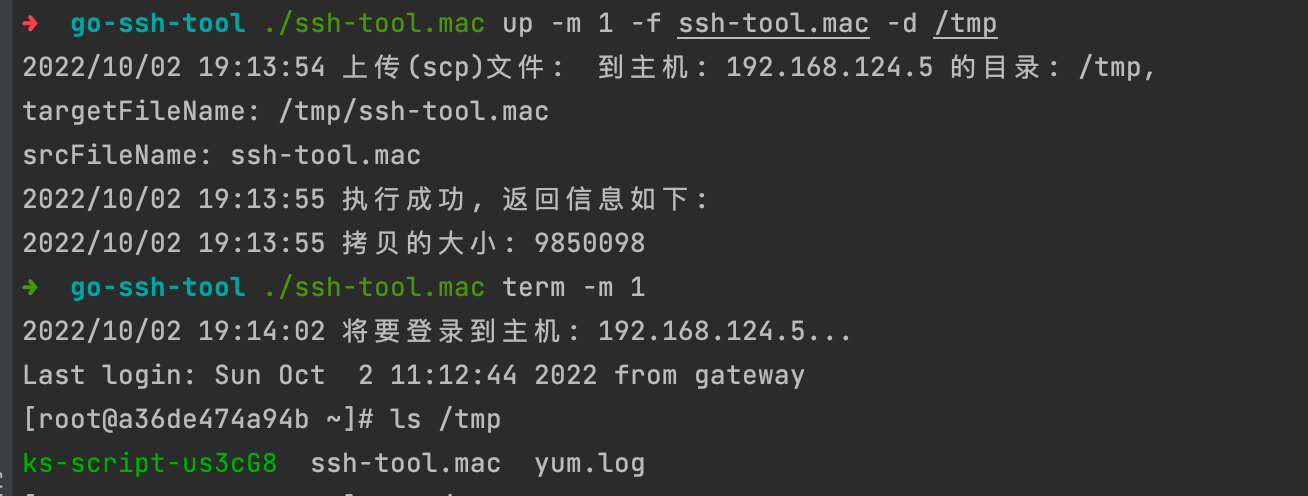 ➜ go-ssh-tool ./ssh-tool.mac up -m 1 -f ssh-tool.mac -d /tmp
2022/10/02 19:13:54 上传(scp)文件: 到主机: 192.168.124.5 的目录: /tmp,
targetFileName: /tmp/ssh-tool.mac
srcFileName: ssh-tool.mac
2022/10/02 19:13:55 执行成功, 返回信息如下:
2022/10/02 19:13:55 拷贝的大小: 9850098
➜ go-ssh-tool ./ssh-tool.mac term -m 1
2022/10/02 19:14:02 将要登录到主机: 192.168.124.5...
Last login: Sun Oct  2 11:12:44 2022 from gateway
[root@a36de474a94b ~]# ls /tmp
ks-script-us3cG8  ssh-tool.mac  yum.log